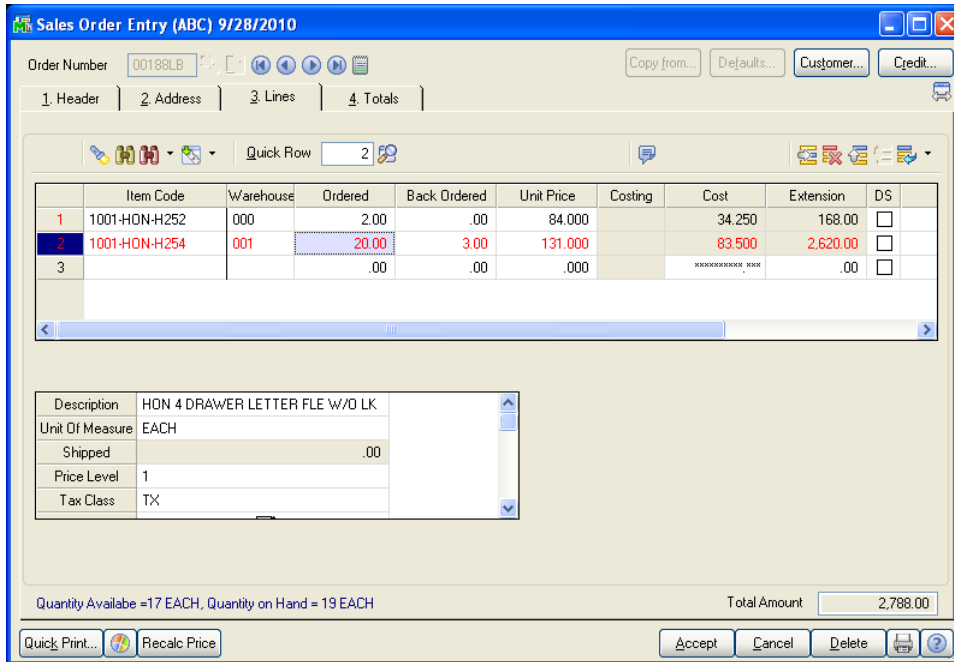 Sales Order Entry (ABC) 9/28/2010
Order Number 00188LB Copy from... Defaults... Customer... Credit...
1. Header 2. Address 3. Lines 4. Totals
Quick Row 2
Item Code Warehouse Ordered Back Ordered Unit Price Costing Cost Extension DS
1 1001-HON-H252 000 2.00 .00 84.000 34.250 168.00
2 1001-HON-H254 001 20.00 3.00 131.000 83.500 2,620.00
3 .00 .00 .000 **********.*** .00
Description HON 4 DRAWER LETTER FLE W/O LK
Unit Of Measure EACH
Shipped .00
Price Level 1
Tax Class TX
Quantity Availabe =17 EACH, Quantity on Hand = 19 EACH Total Amount 2,788.00
Quick Print... Recalc Price Accept Cancel Delete